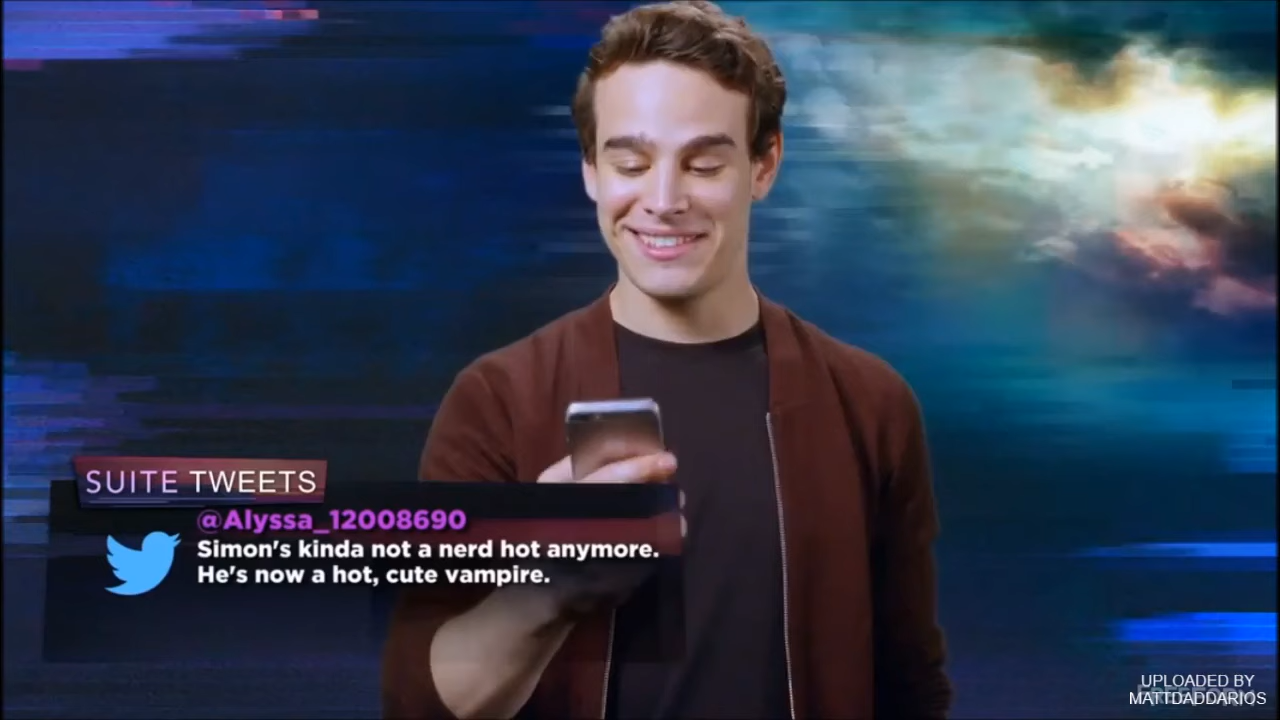 SUITE TWEETS
@Alyssa_12008690
Simon's kinda not a nerd hot anymore.
He's now a hot, cute vampire.
UPLOADED BY
MATTDADDARIOS